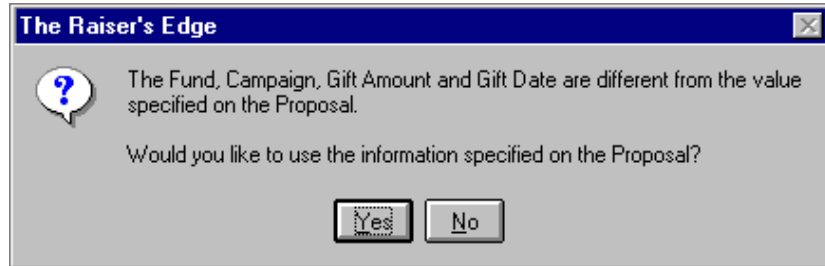 The Raiser's Edge
The Fund, Campaign, Gift Amount and Gift Date are different from the value
specified on the Proposal.
Would you like to use the information specified on the Proposal?
Yes No